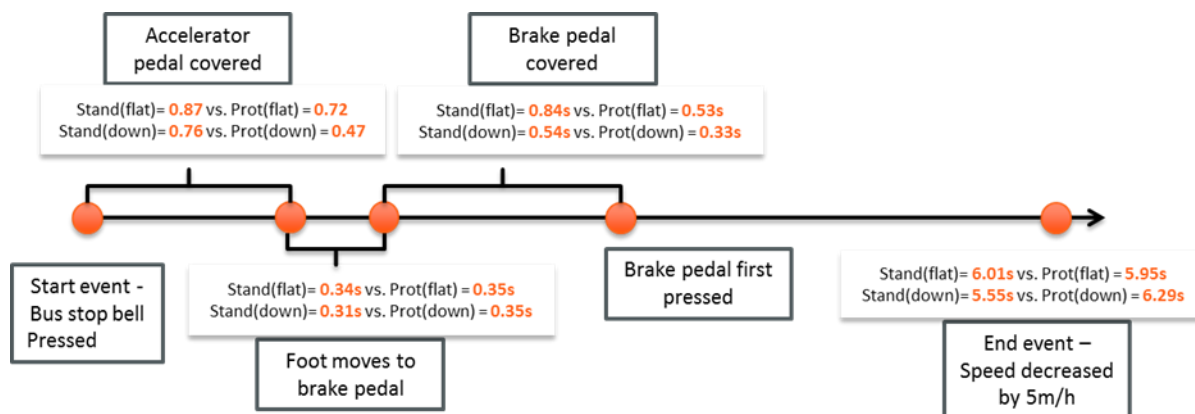 Accelerator
pedal covered
Stand(flat)= 0.87 vs. Prot(flat) = 0.72
Stand(down)= 0.76 vs. Prot(down) = 0.47
Brake pedal
covered
Stand(flat)= 0.84s vs. Prot(flat) = 0.53s
Stand(down)= 0.54s vs. Prot(down) = 0.33s
Start event -
Bus stop bell
Pressed
Stand(flat)= 0.34s vs. Prot(flat) = 0.35s
Stand(down)= 0.31s vs. Prot(down) = 0.35s
Foot moves to
brake pedal
Brake pedal first
pressed
Stand(flat)= 6.01s vs. Prot(flat) = 5.95s
Stand(down)= 5.55s vs. Prot(down) = 6.29s
End event –
Speed decreased
by 5m/h